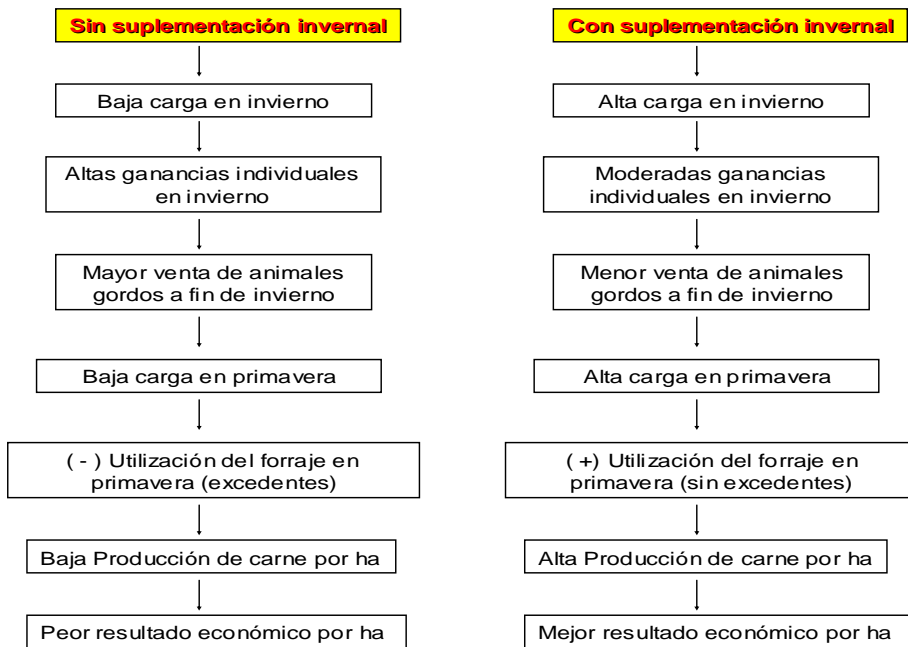 Sin suplementación invernal
Baja carga en invierno
Altas ganancias individuales
en invierno
Mayor venta de animales
gordos a fin de invierno
Baja carga en primavera
( - ) Utilización del forraje en
primavera (excedentes)
Baja Producción de carne por ha
Peor resultado económico por ha
Con suplementación invernal
Alta carga en invierno
Moderadas ganancias
individuales en invierno
Menor venta de animales
gordos a fin de invierno
Alta carga en primavera
( +) Utilización del forraje en
primavera (sin excedentes)
Alta Producción de carne por ha
Mejor resultado económico por ha